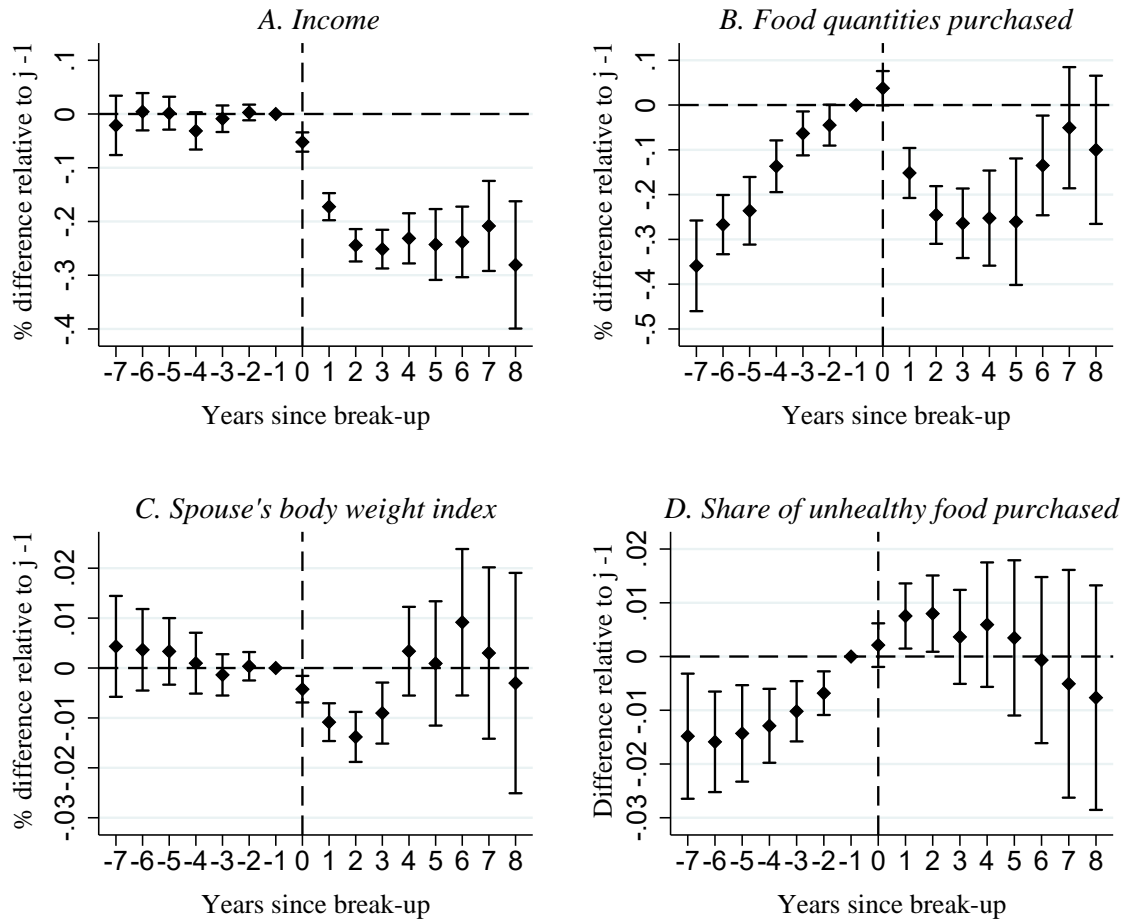 A. Income
% difference relative to j -1
.1
0
-.1
-.2
-.3
-.4
-7 -6 -5 -4 -3 -2 -1 0 1 2 3 4 5 6 7 8
Years since break-up
B. Food quantities purchased
% difference relative to j -1
.1
0
-.1
-.2
-.3
-.4
-.5
-7 -6 -5 -4 -3 -2 -1 0 1 2 3 4 5 6 7 8
Years since break-up
C. Spouse's body weight index
% difference relative to j -1
.02
.01
0
-.01
-.02
-.03
-7 -6 -5 -4 -3 -2 -1 0 1 2 3 4 5 6 7 8
Years since break-up
D. Share of unhealthy food purchased
Difference relative to j -1
.02
.01
0
-.01
-.02
-.03
-7 -6 -5 -4 -3 -2 -1 0 1 2 3 4 5 6 7 8
Years since break-up